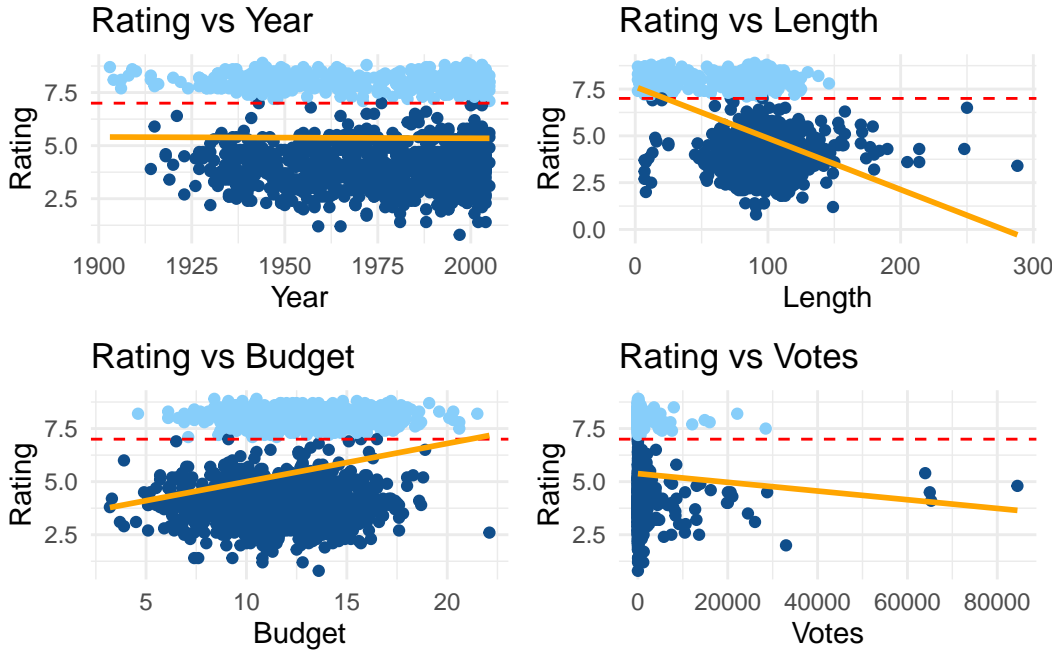 Rating vs Year
Rating
7.5
5.0
2.5
1900 1925 1950 1975 2000
Year
Rating vs Length
Rating
7.5
5.0
2.5
0.0
0 100 200 300
Length
Rating vs Budget
Rating
7.5
5.0
2.5
5 10 15 20
Budget
Rating vs Votes
Rating
7.5
5.0
2.5
0 20000 40000 60000 80000
Votes